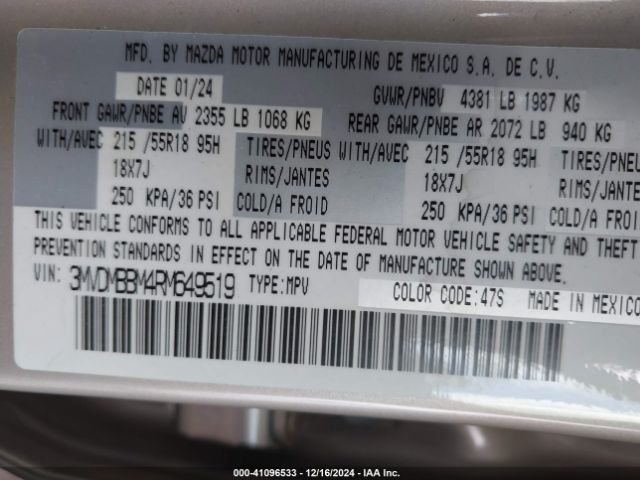 MFD. BY MAZDA MOTOR MANUFACTURING DE MEXICO S.A. DE C.V.
DATE 01/24 GVWR/PNBV 4381 LB 1987 KG
FRONT GAWR/PNBE AV 2355 LB 1068 KG REAR GAWR/PNBE AR 2072 LB 940 KG
WITH/AVEC 215 /55R18 95H TIRES/PNEUS WITH/AVEC 215 /55R18 95H TIRES/PN
18X7J RIMS/JANTES 18X7J RIMS/JA
250 KPA/36 PSI COLD/A FROID 250 KPA/36 PSI COLD/A F
THIS VEHICLE CONFORMS TO ALL APPLICABLE FEDERAL MOTOR VEHICLE SAFETY AND THEFT
PREVENTION STANDARDS IN EFFECT ON THE DATE OF MANUFACTURE SHOWN ABOVE.
VIN: 3MVDMBBM4RM649519 TYPE:MPV COLOR CODE:47S MADE IN MEXICO
000-41096533 - 12/16/2024 - IAA Inc.